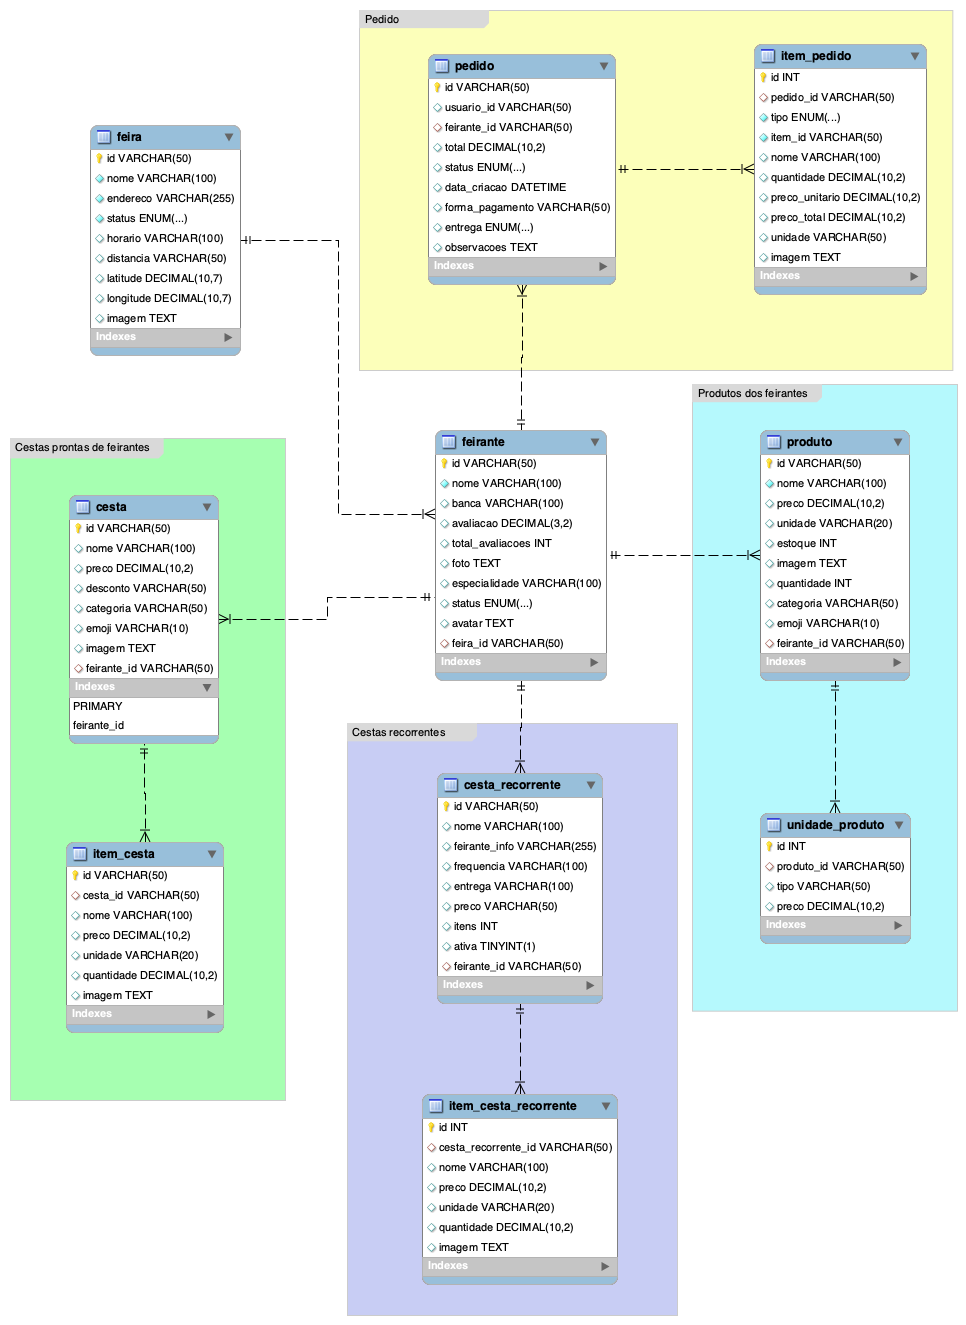 Pedido
pedido
id VARCHAR(50)
usuario_id VARCHAR(50)
feirante_id VARCHAR(50)
total DECIMAL(10,2)
status ENUM(...)
data_criacao DATETIME
forma_pagamento VARCHAR(50)
entrega ENUM(...)
observacoes TEXT
Indexes
item_pedido
id INT
pedido_id VARCHAR(50)
tipo ENUM(...)
item_id VARCHAR(50)
nome VARCHAR(100)
quantidade DECIMAL(10,2)
preco_unitario DECIMAL(10,2)
preco_total DECIMAL(10,2)
unidade VARCHAR(50)
imagem TEXT
Indexes
feira
id VARCHAR(50)
nome VARCHAR(100)
endereco VARCHAR(255)
status ENUM(...)
horario VARCHAR(100)
distancia VARCHAR(50)
latitude DECIMAL(10,7)
longitude DECIMAL(10,7)
imagem TEXT
Indexes
Cestas prontas de feirantes
cesta
id VARCHAR(50)
nome VARCHAR(100)
preco DECIMAL(10,2)
desconto VARCHAR(50)
categoria VARCHAR(50)
emoji VARCHAR(10)
imagem TEXT
feirante_id VARCHAR(50)
Indexes
PRIMARY
feirante_id
item_cesta
id VARCHAR(50)
cesta_id VARCHAR(50)
nome VARCHAR(100)
preco DECIMAL(10,2)
unidade VARCHAR(20)
quantidade DECIMAL(10,2)
imagem TEXT
Indexes
feirante
id VARCHAR(50)
nome VARCHAR(100)
banca VARCHAR(100)
avaliacao DECIMAL(3,2)
total_avaliacoes INT
foto TEXT
especialidade VARCHAR(100)
status ENUM(...)
avatar TEXT
feira_id VARCHAR(50)
Indexes
Produtos dos feirantes
produto
id VARCHAR(50)
nome VARCHAR(100)
preco DECIMAL(10,2)
unidade VARCHAR(20)
estoque INT
imagem TEXT
quantidade INT
categoria VARCHAR(50)
emoji VARCHAR(10)
feirante_id VARCHAR(50)
Indexes
unidade_produto
id INT
produto_id VARCHAR(50)
tipo VARCHAR(50)
preco DECIMAL(10,2)
Indexes
Cestas recorrentes
cesta_recorrente
id VARCHAR(50)
nome VARCHAR(100)
feirante_info VARCHAR(255)
frequencia VARCHAR(100)
entrega VARCHAR(100)
preco VARCHAR(50)
itens INT
ativa TINYINT(1)
feirante_id VARCHAR(50)
Indexes
item_cesta_recorrente
id INT
cesta_recorrente_id VARCHAR(50)
nome VARCHAR(100)
preco DECIMAL(10,2)
unidade VARCHAR(20)
quantidade DECIMAL(10,2)
imagem TEXT
Indexes